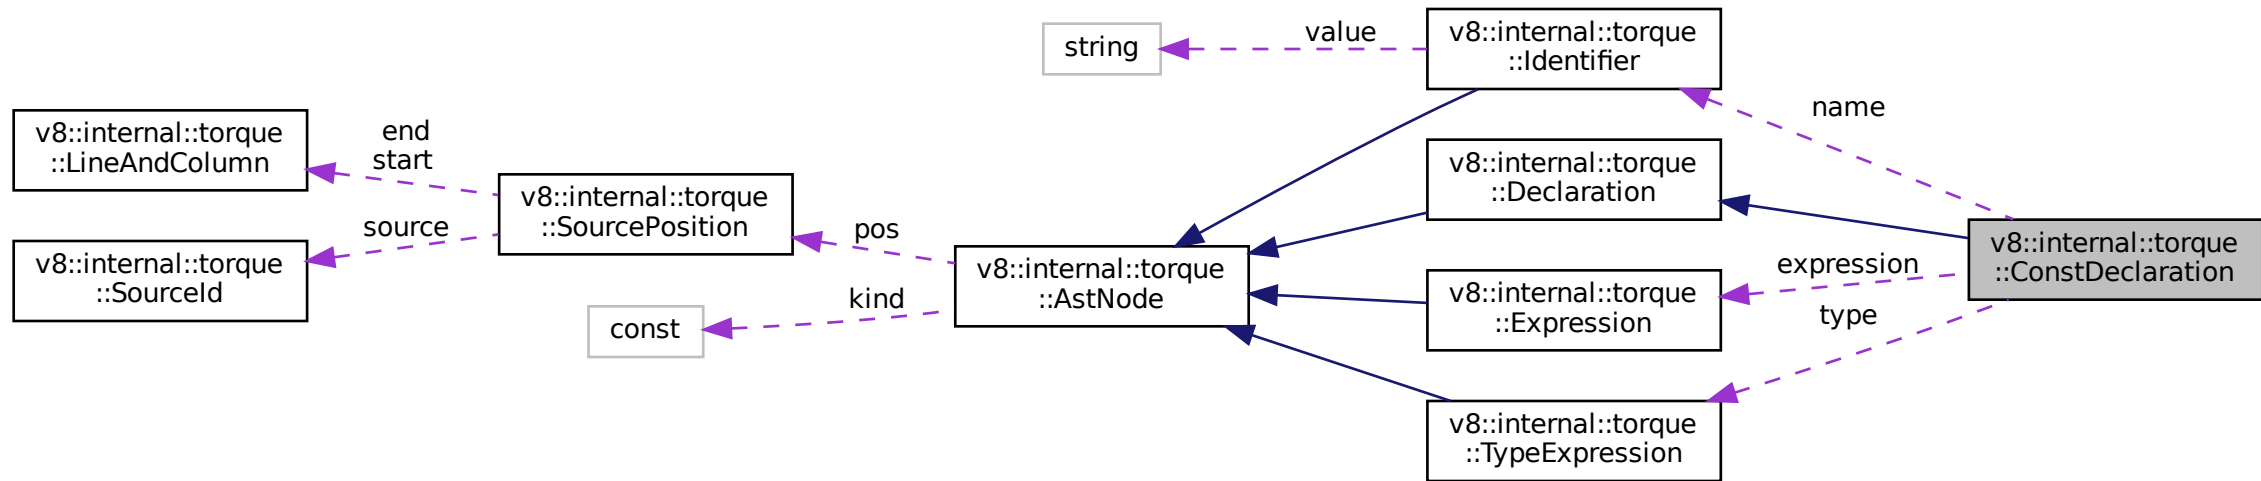 v8::internal::torque
::LineAndColumn
v8::internal::torque
::SourceId
end
start
source
v8::internal::torque
::SourcePosition
const
pos
kind
v8::internal::torque
::AstNode
string
value
v8::internal::torque
::Identifier
v8::internal::torque
::Declaration
v8::internal::torque
::Expression
v8::internal::torque
::TypeExpression
name
expression
type
v8::internal::torque
::ConstDeclaration